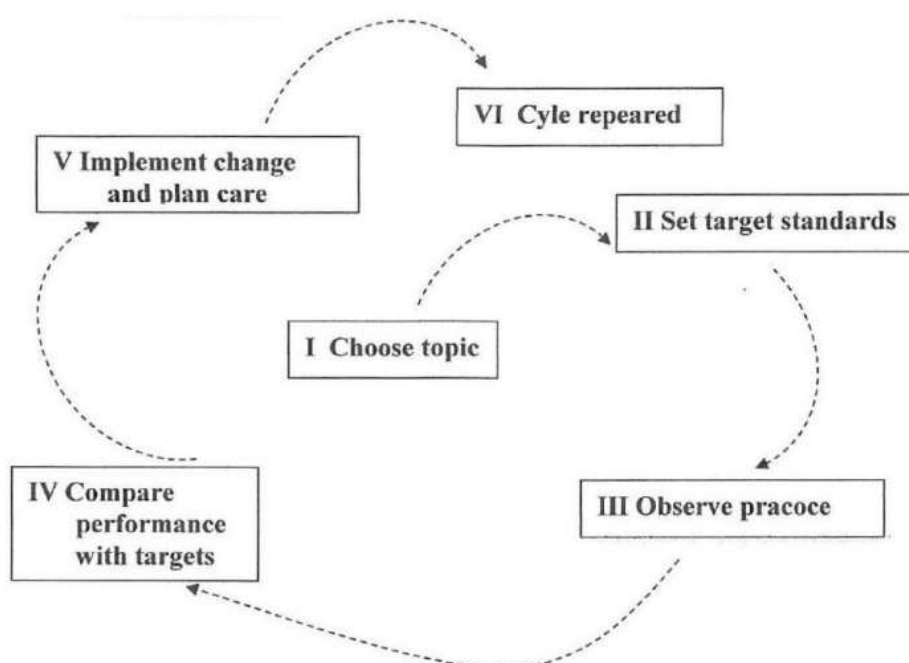 VI Cyle repeared
V Implement change
and plan care
II Set target standards
I Choose topic
IV Compare
performance
with targets
III Observe pracoce